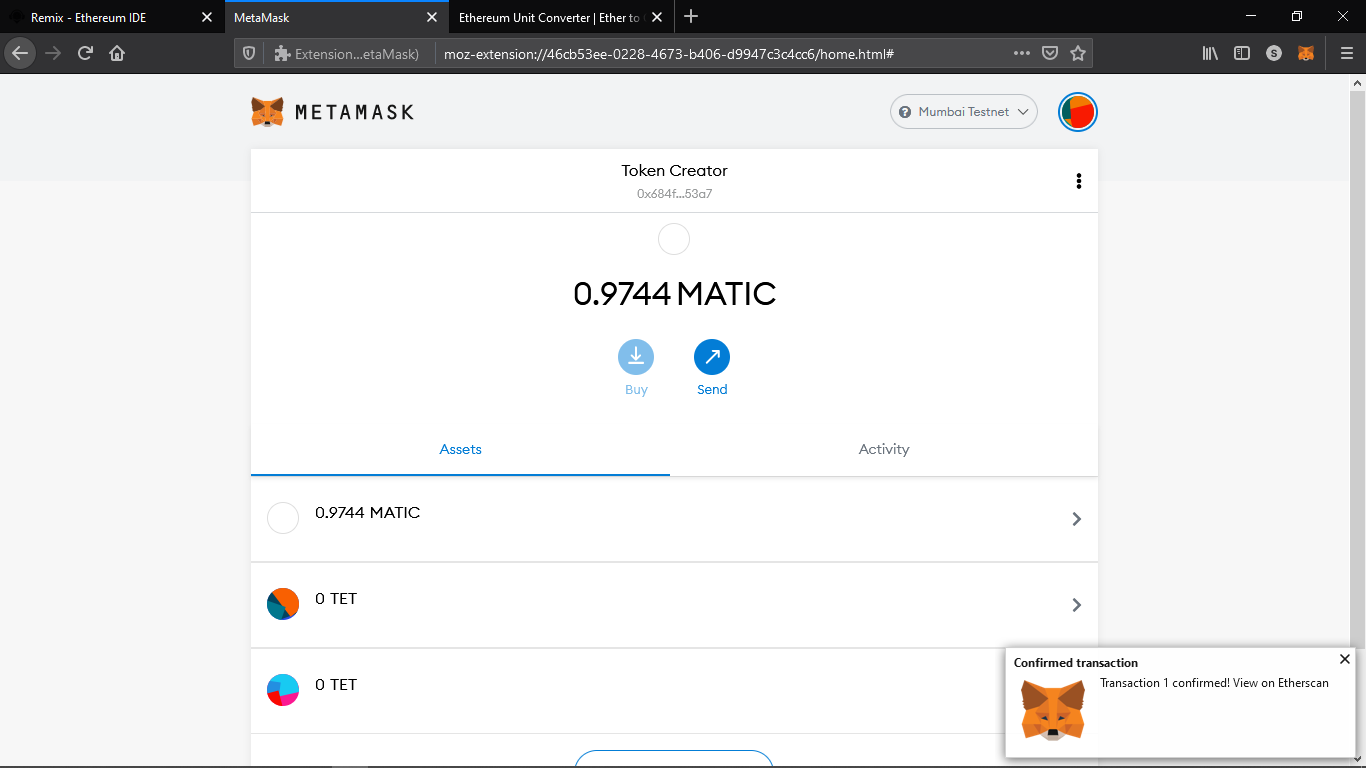 Remix - Ethereum IDE
MetaMask
Ethereum Unit Converter | Ether to
Extension...etaMask)
moz-extension://46cb53ee-0228-4673-b406-d9947c3c4cc6/home.html#
S
METAMASK
Mumbai Testnet
Token Creator
0x684f...53a7
0.9744 MATIC
Buy
Send
Assets
Activity
0.9744 MATIC
0 TET
0 TET
Confirmed transaction
Transaction 1 confirmed! View on Etherscan